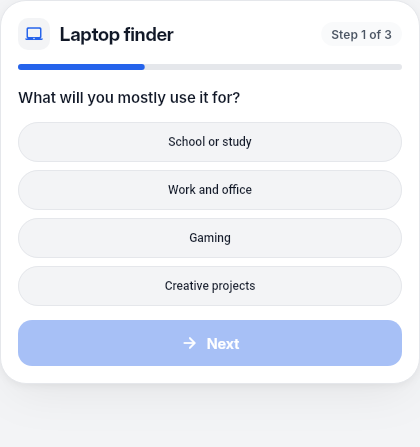 Laptop finder
Step 1 of 3
What will you mostly use it for?
School or study
Work and office
Gaming
Creative projects
Next